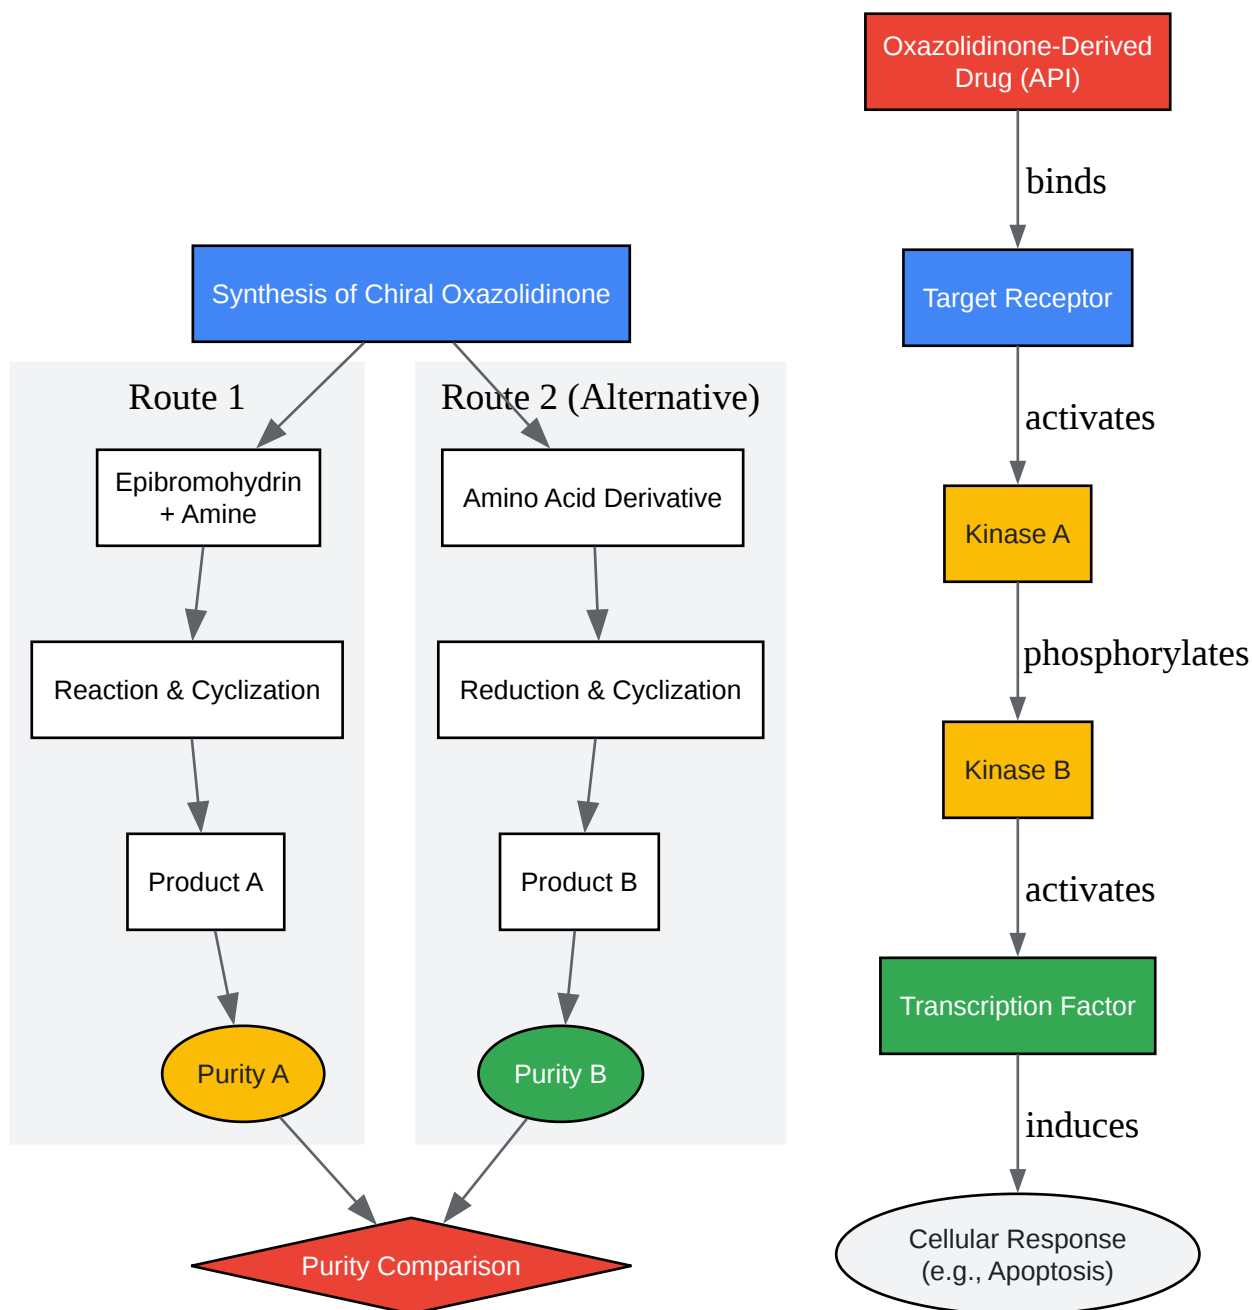 Synthesis of Chiral Oxazolidinone
Route 1
Epibromohydrin
+ Amine
Reaction & Cyclization
Product A
Purity A
Route 2 (Alternative)
Amino Acid Derivative
Reduction & Cyclization
Product B
Purity B
Purity Comparison
Oxazolidinone-Derived
Drug (API)
binds
Target Receptor
activates
Kinase A
phosphorylates
Kinase B
activates
Transcription Factor
induces
Cellular Response
(e.g., Apoptosis)